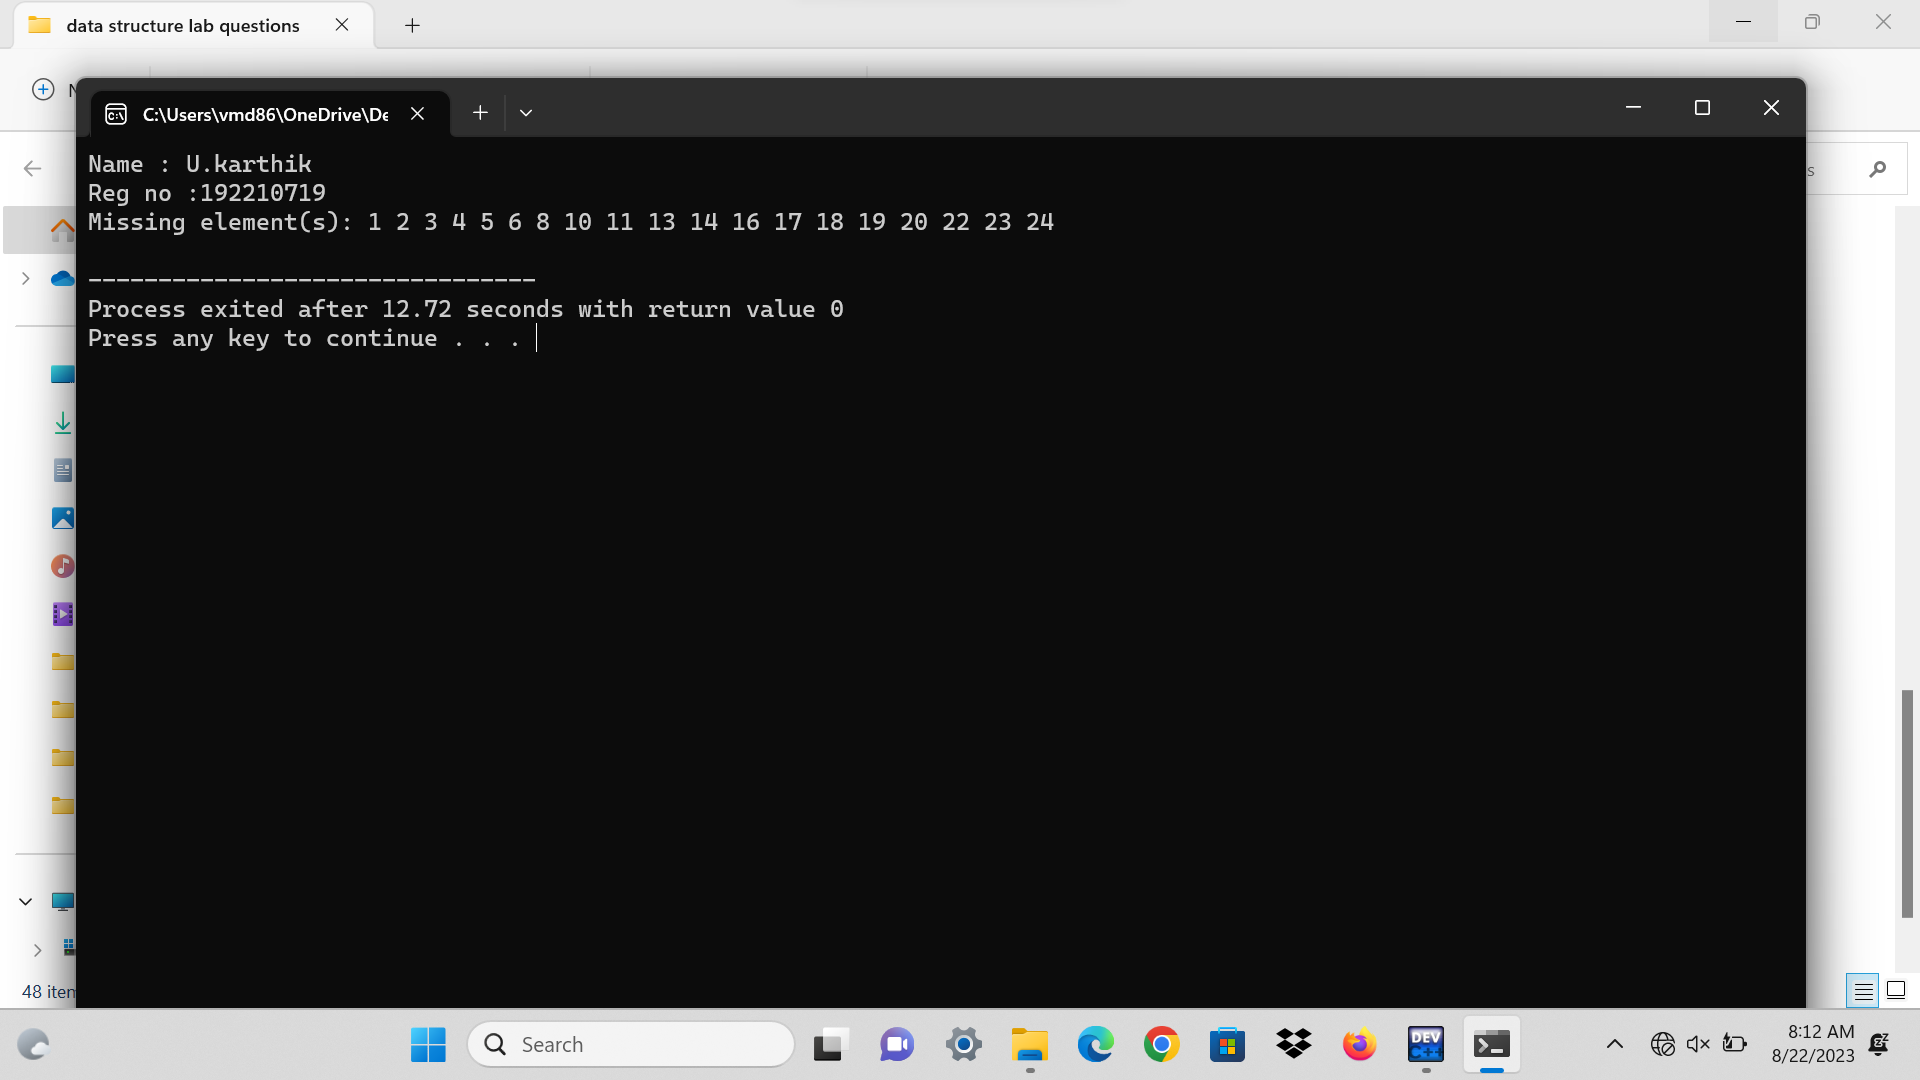 data structure lab questions
C:\Users\vmd86\OneDrive\De
Name : U.karthik
Reg no :192210719
Missing element(s): 1 2 3 4 5 6 8 10 11 13 14 16 17 18 19 20 22 23 24
--------------------------------
Process exited after 12.72 seconds with return value 0
Press any key to continue . . .
48 item
Search
DEV
C++
8:12 AM
8/22/2023